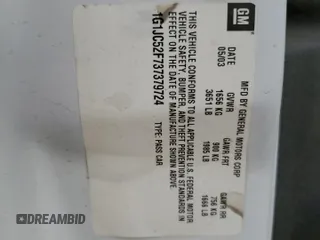 GM
MFD BY GENERAL MOTORS CORP
DATE GVWR GAWR FRT GAWR RR
05/03 1656 KG 900 KG 756 KG
3651 LB 1985 LB 1666 LB
THIS VEHICLE CONFORMS TO ALL APPLICABLE U.S. FEDERAL MOTOR
VEHICLE SAFETY, BUMPER, AND THEFT PREVENTION STANDARDS IN
EFFECT ON THE DATE OF MANUFACTURE SHOWN ABOVE.
1G1JC52F737379724 TYPE: PASS CAR
DREAMBID